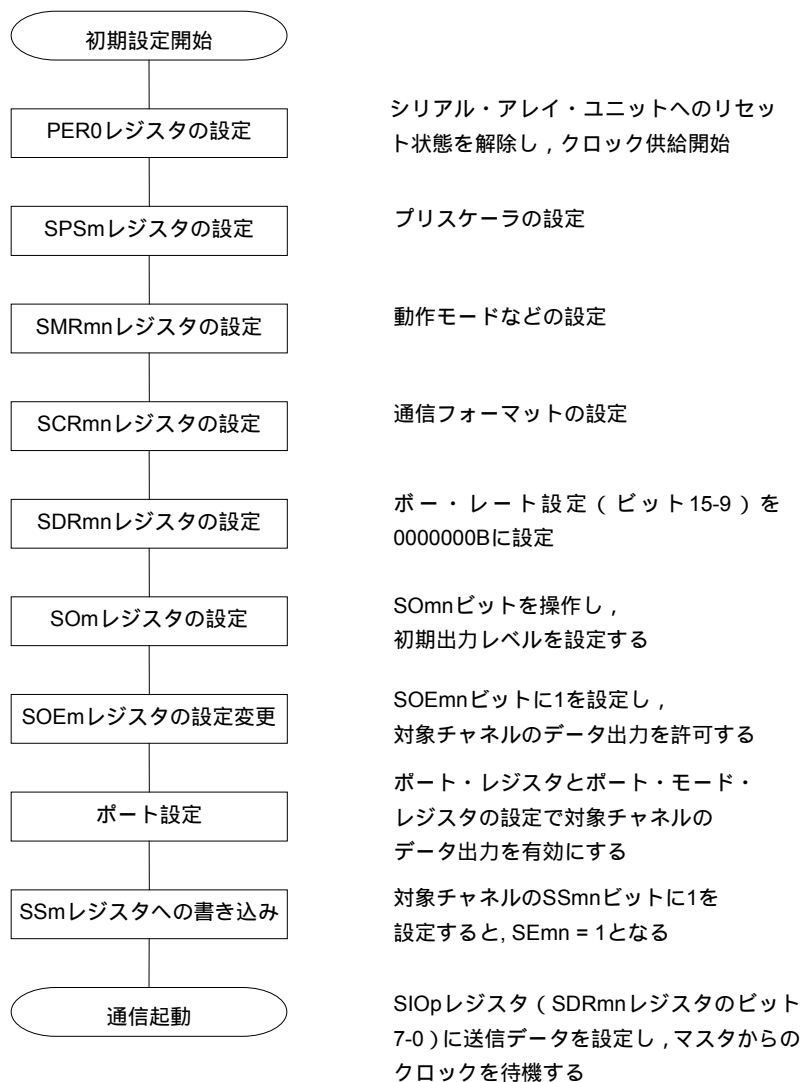 初期設定開始
PER0レジスタの設定
シリアル・アレイ・ユニットへのリセッ
ト状態を解除し，クロック供給開始
SPSmレジスタの設定
プリスケーラの設定
SMRmnレジスタの設定
動作モードなどの設定
SCRmnレジスタの設定
通信フォーマットの設定
SDRmnレジスタの設定
ボー・レート設定（ビット15-9）を
0000000Bに設定
SOmレジスタの設定
SOmnビットを操作し，
初期出力レベルを設定する
SOEmレジスタの設定変更
SOEmnビットに1を設定し，
対象チャネルのデータ出力を許可する
ポート設定
ポート・レジスタとポート・モード・
レジスタの設定で対象チャネルの
データ出力を有効にする
SSmレジスタへの書き込み
対象チャネルのSSmnビットに1を
設定すると, SEmn = 1となる
通信起動
SIOpレジスタ（SDRmnレジスタのビット
7-0）に送信データを設定し，マスタからの
クロックを待機する